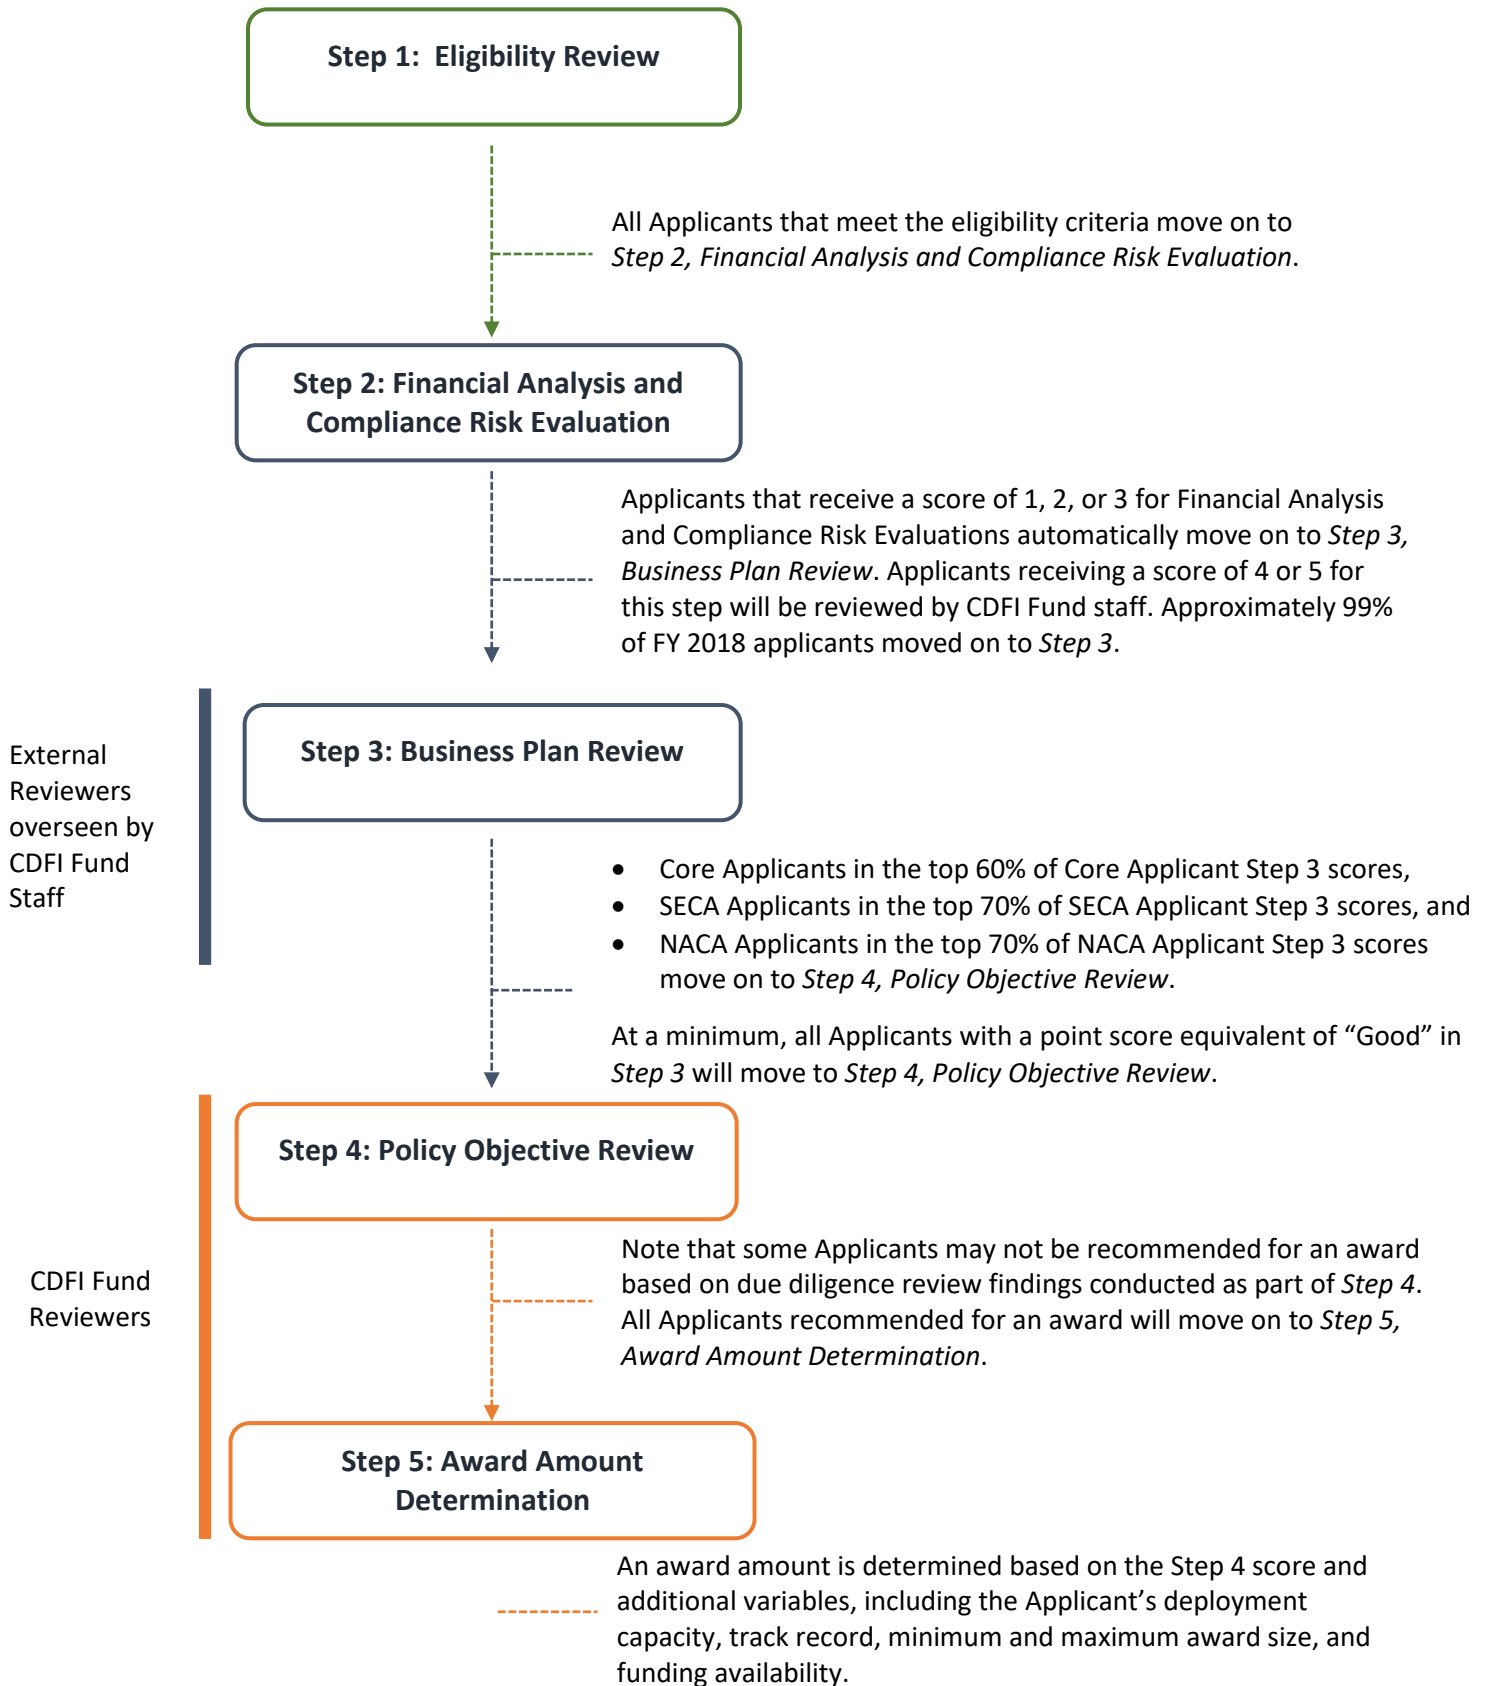 Step 1:  Eligibility Review
All Applicants that meet the eligibility criteria move on to
Step 2, Financial Analysis and Compliance Risk Evaluation.
Step 2: Financial Analysis and
Compliance Risk Evaluation
Applicants that receive a score of 1, 2, or 3 for Financial Analysis
and Compliance Risk Evaluations automatically move on to Step 3,
Business Plan Review. Applicants receiving a score of 4 or 5 for
this step will be reviewed by CDFI Fund staff. Approximately 99%
of FY 2018 applicants moved on to Step 3.
External
Reviewers
overseen by
CDFI Fund
Staff
Step 3: Business Plan Review
• Core Applicants in the top 60% of Core Applicant Step 3 scores,
• SECA Applicants in the top 70% of SECA Applicant Step 3 scores, and
• NACA Applicants in the top 70% of NACA Applicant Step 3 scores
move on to Step 4, Policy Objective Review.
At a minimum, all Applicants with a point score equivalent of “Good” in
Step 3 will move to Step 4, Policy Objective Review.
CDFI Fund
Reviewers
Step 4: Policy Objective Review
Note that some Applicants may not be recommended for an award
based on due diligence review findings conducted as part of Step 4.
All Applicants recommended for an award will move on to Step 5,
Award Amount Determination.
Step 5: Award Amount
Determination
An award amount is determined based on the Step 4 score and
additional variables, including the Applicant’s deployment
capacity, track record, minimum and maximum award size, and
funding availability.